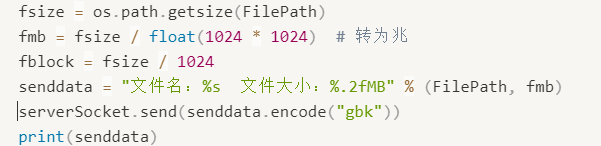 fsize = os.path.getsize(FilePath)
fmb = fsize / float(1024 * 1024)  # 转为兆
fblock = fsize / 1024
senddata = "文件名：%s  文件大小：%.2fMB" % (FilePath, fmb)
serverSocket.send(senddata.encode("gbk"))
print(senddata)